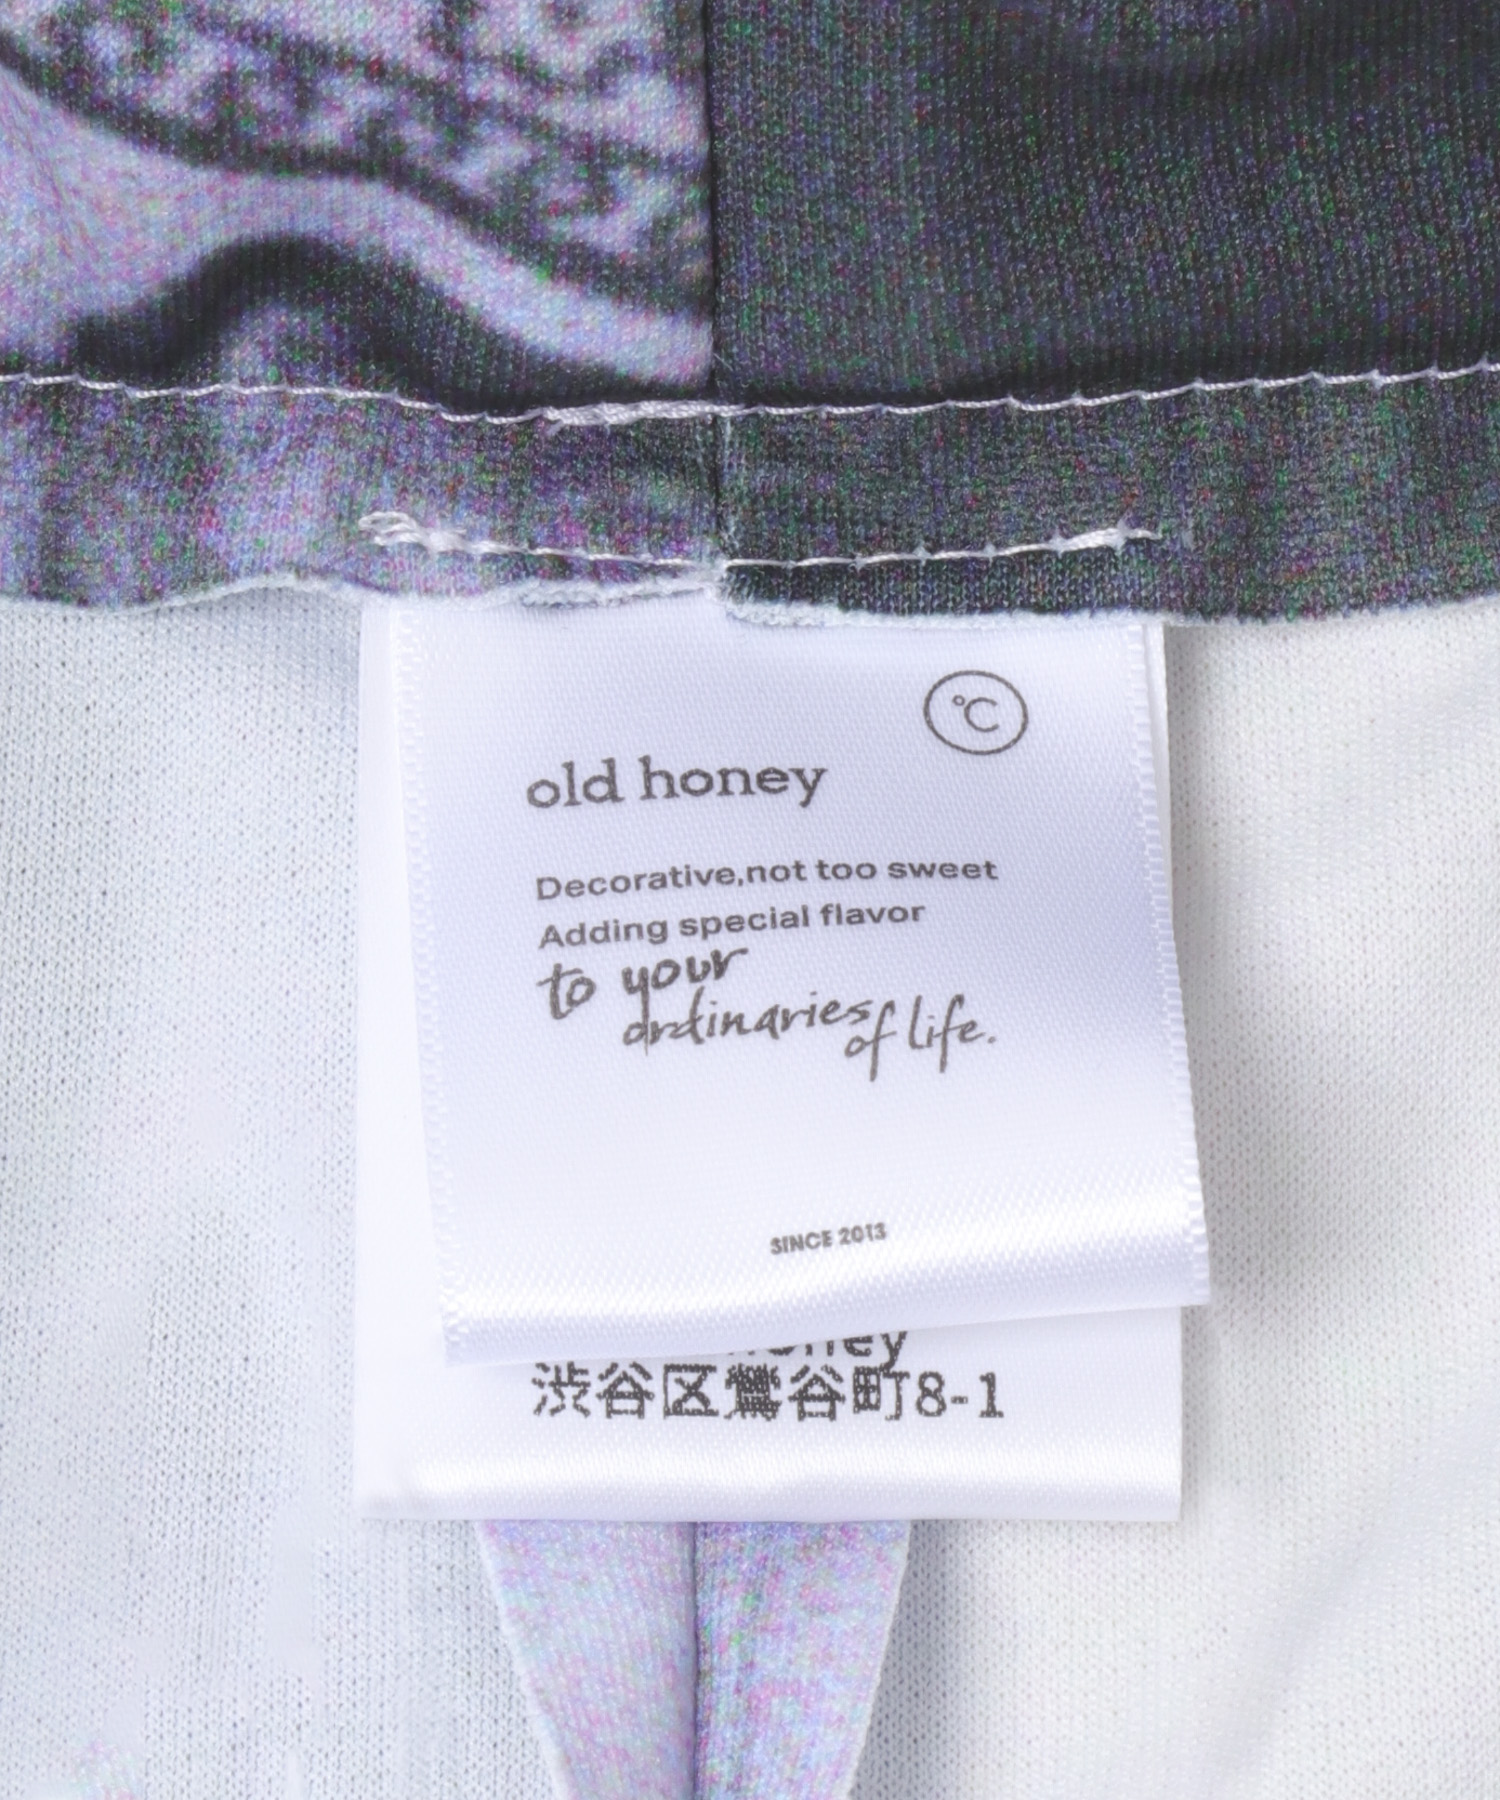 ℃
old honey
Decorative,not too sweet
Adding special flavor
to your
ordinaries
of life.
SINCE 2013
渋谷区鶯谷町8-1